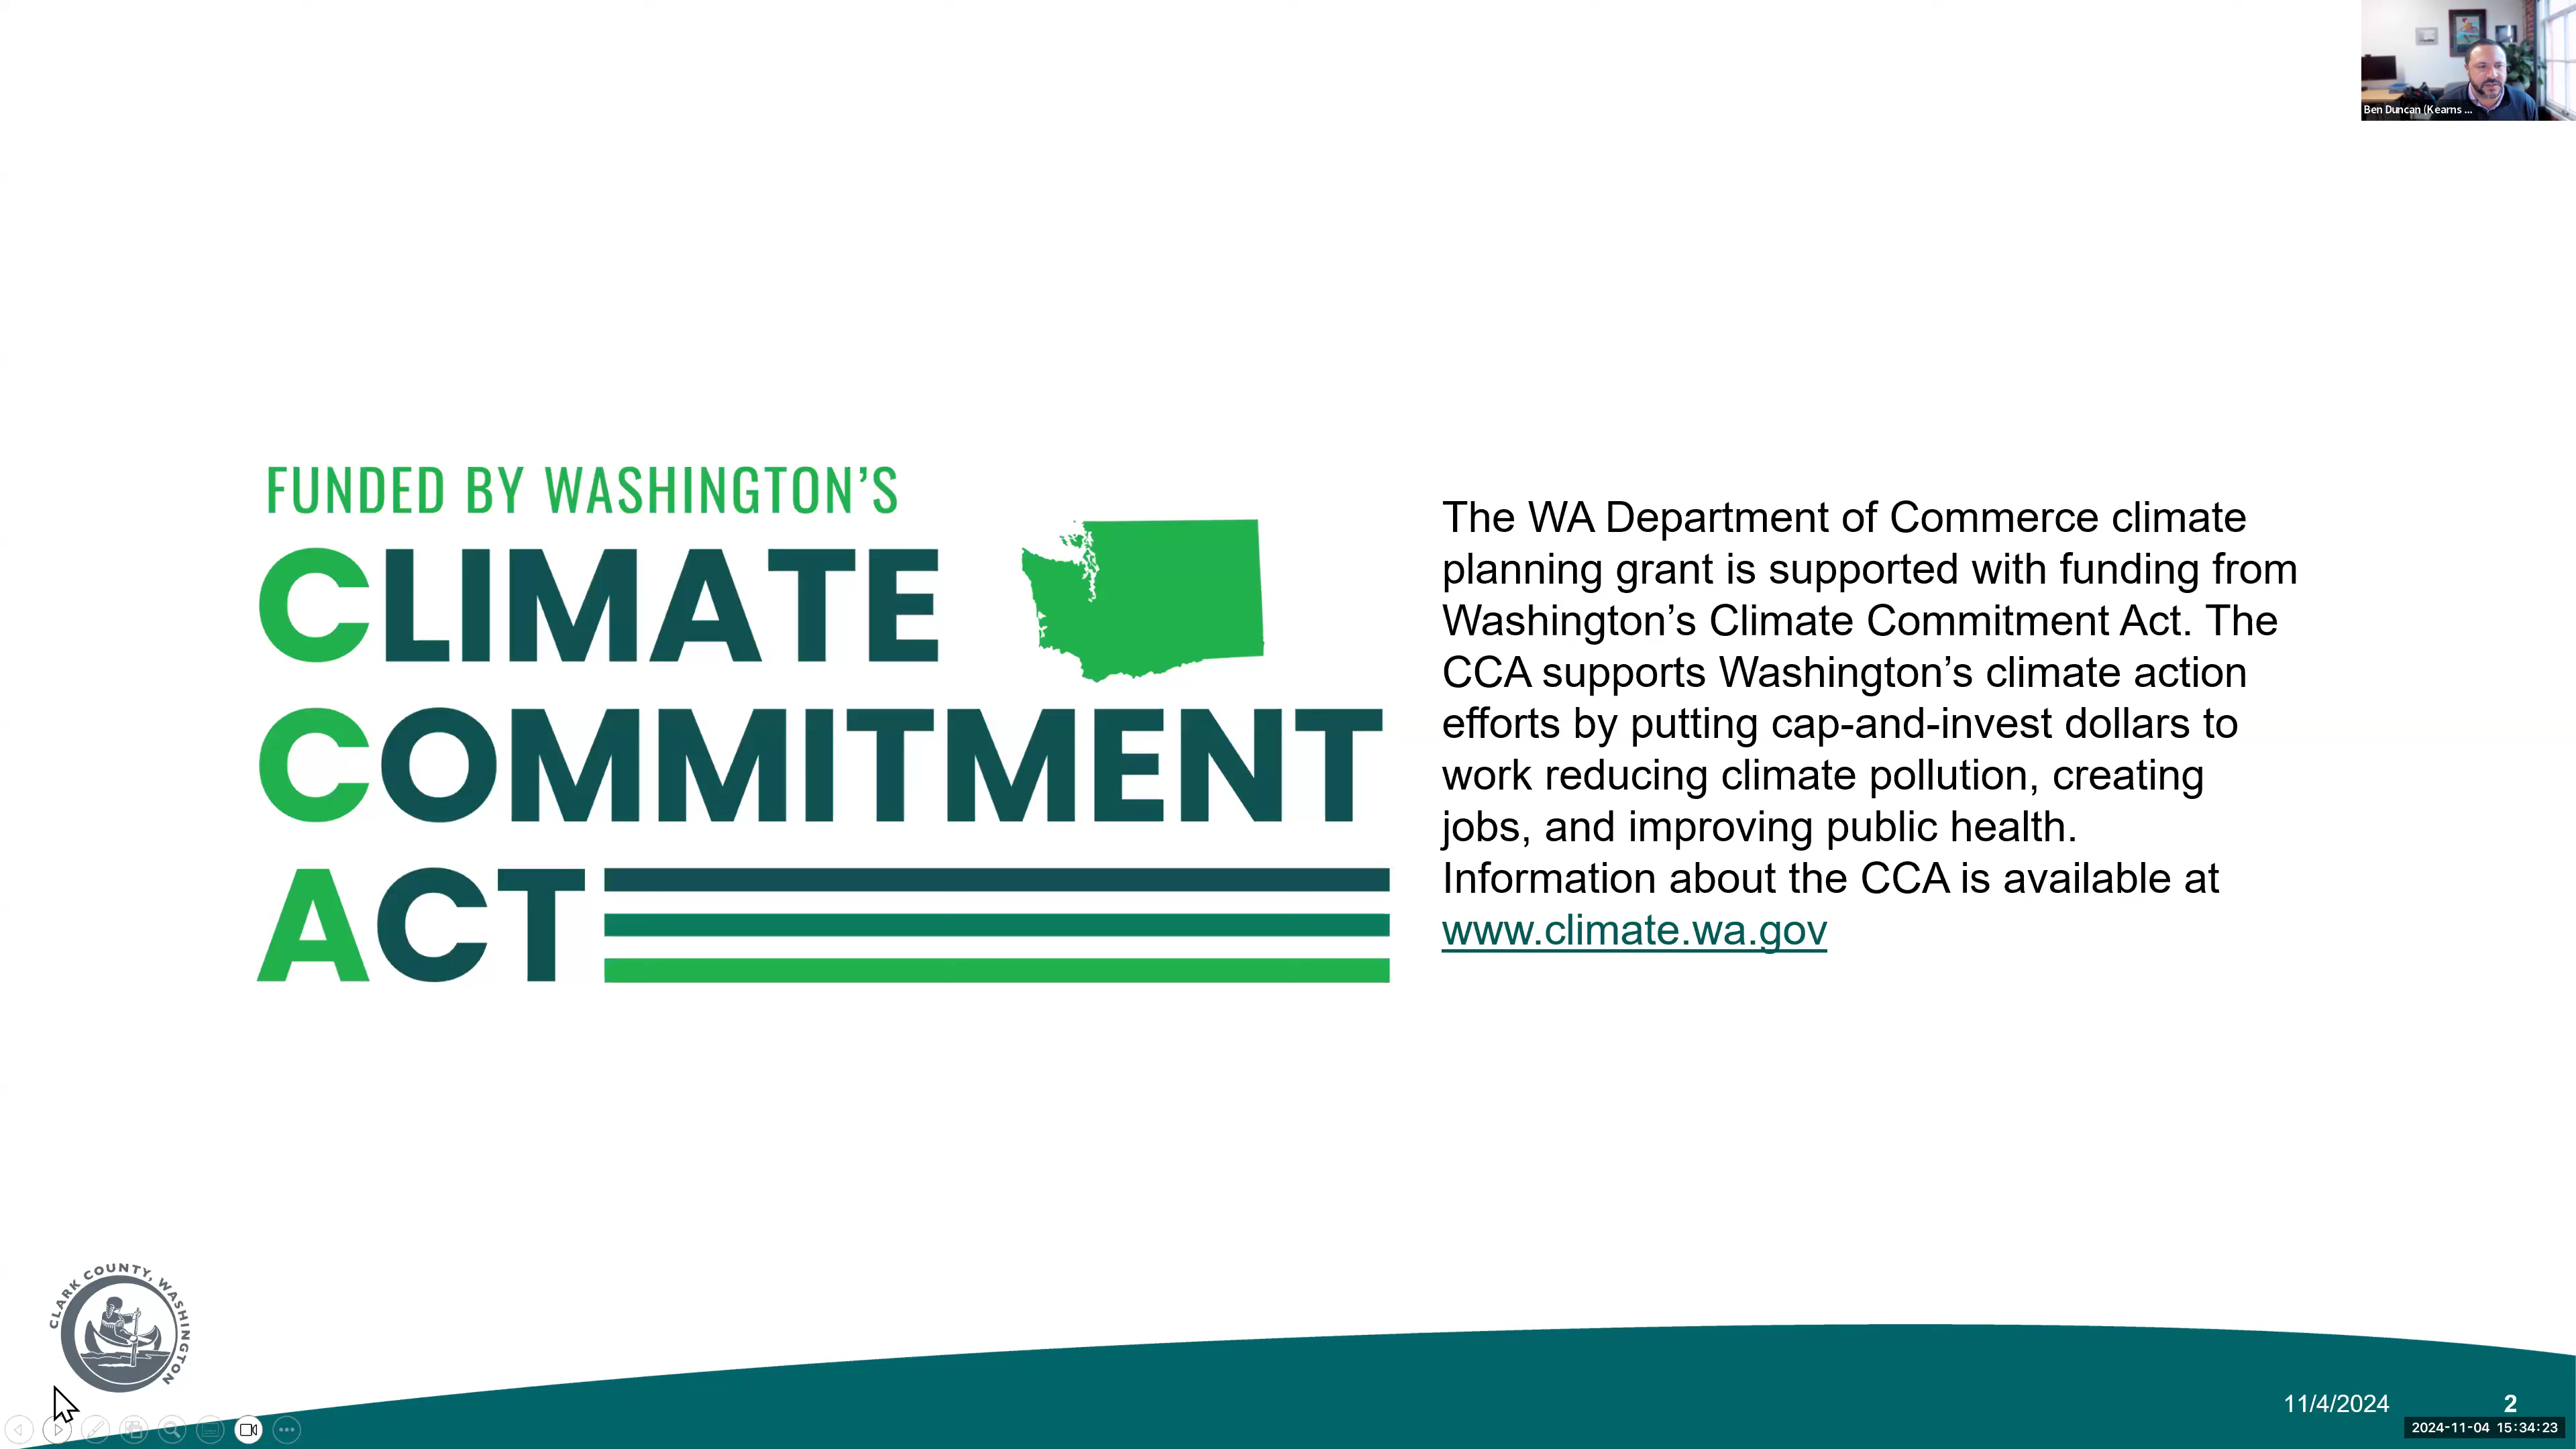 Ben Duncan (Kearns ...
FUNDED BY WASHINGTON’S
CLIMATE
COMMITMENT
ACT
The WA Department of Commerce climate
planning grant is supported with funding from
Washington’s Climate Commitment Act. The
CCA supports Washington’s climate action
efforts by putting cap-and-invest dollars to
work reducing climate pollution, creating
jobs, and improving public health.
Information about the CCA is available at
www.climate.wa.gov
CLARK COUNTY, WASHINGTON
11/4/2024
2
2024-11-04 15:34:23